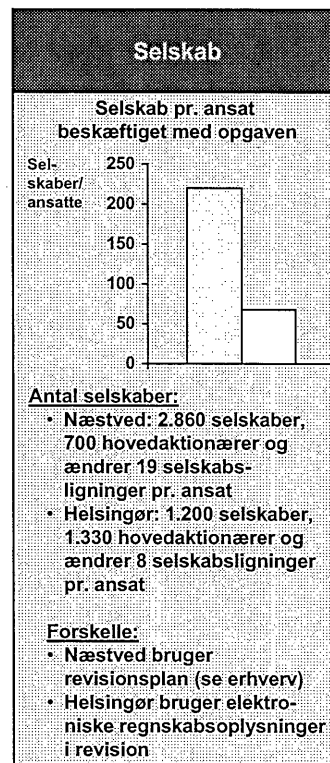 Selskab
Selskab pr. ansat
beskæftiget med opgaven
Sel-
skaber/
ansatte
250
200
150
100
50
0
Antal selskaber:
• Næstved: 2.860 selskaber,
700 hovedaktionærer og
ændrer 19 selskabs-
ligninger pr. ansat
• Helsingør: 1.200 selskaber,
1.330 hovedaktionærer og
ændrer 8 selskabsligninger
pr. ansat
Forskelle:
• Næstved bruger
revisionsplan (se erhverv)
• Helsingør bruger elektro-
niske regnskabsoplysninger
i revision